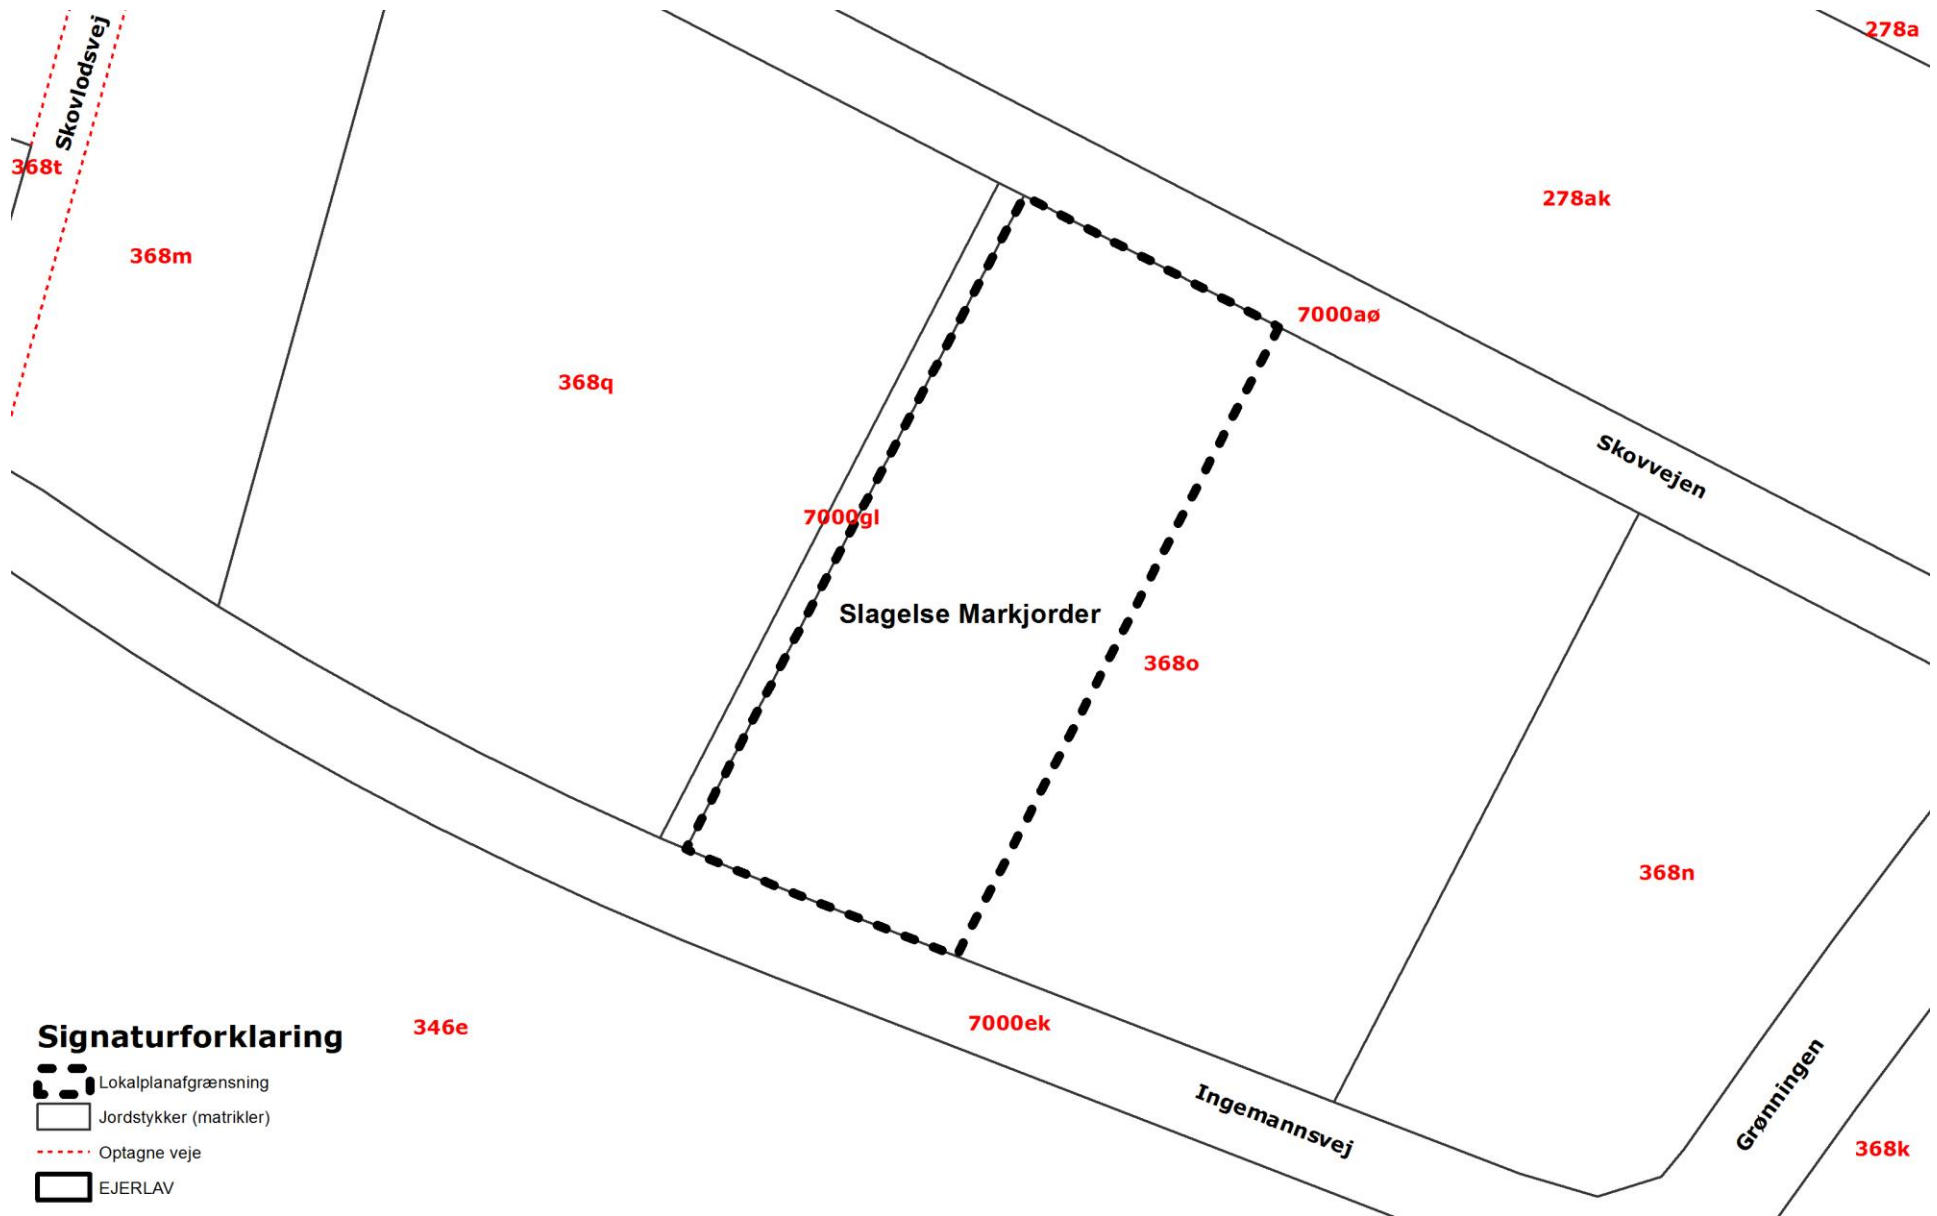 Skovlodsvej
278a
368t
278ak
368m
7000aø
368q
Skovvejen
7000gl
Slagelse Markjorder
368o
368n
7000ek
346e
Ingemannsvej
Grønningen
368k
Signaturforklaring
Lokalplanafgrænsning
Jordstykker (matrikler)
Optagne veje
EJERLAV